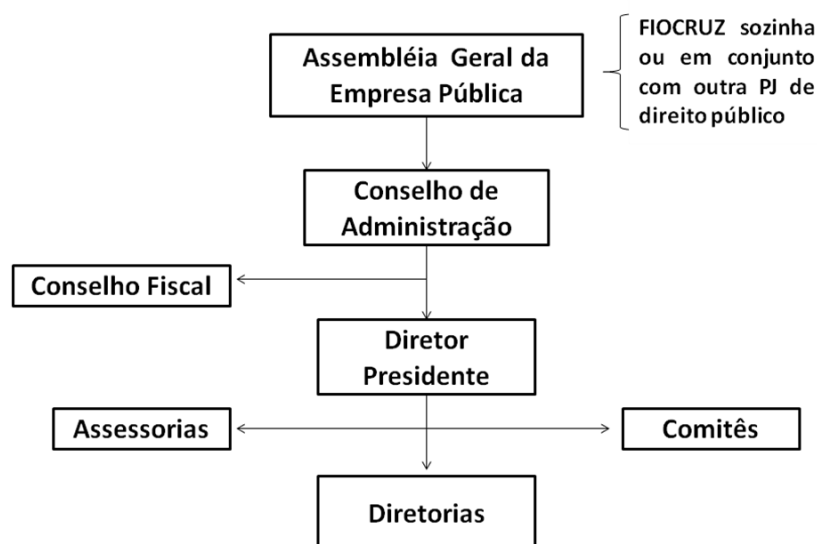 Assembléia Geral da
Empresa Pública
FIOCRUZ sozinha
ou em conjunto
com outra PJ de
direito público
Conselho de
Administração
Conselho Fiscal
Diretor
Presidente
Assessorias
Comitês
Diretorias